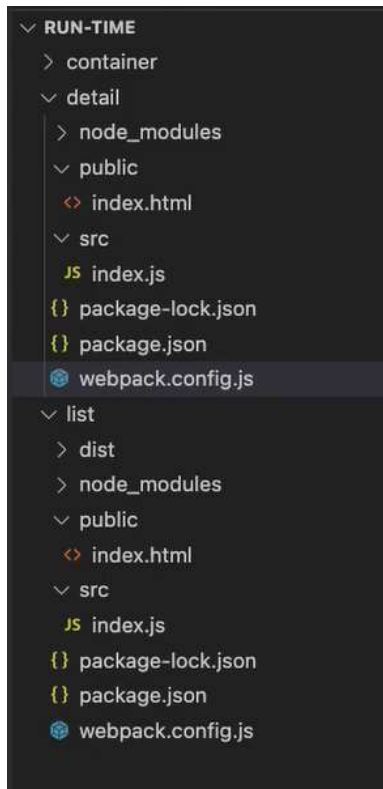 RUN-TIME
container
detail
node_modules
public
<> index.html
src
JS index.js
{} package-lock.json
{} package.json
webpack.config.js
list
dist
node_modules
public
<> index.html
src
JS index.js
{} package-lock.json
{} package.json
webpack.config.js